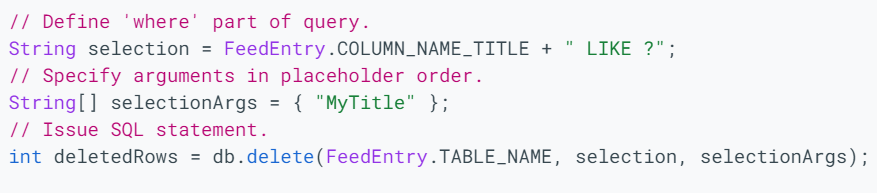 // Define 'where' part of query.
String selection = FeedEntry.COLUMN_NAME_TITLE + " LIKE ?";
// Specify arguments in placeholder order.
String[] selectionArgs = { "MyTitle" };
// Issue SQL statement.
int deletedRows = db.delete(FeedEntry.TABLE_NAME, selection, selectionArgs);